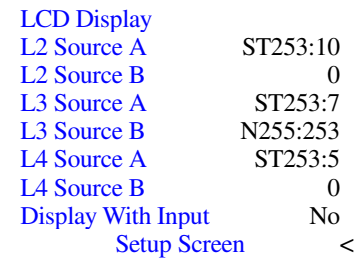 LCD Display
L2 Source A ST253:10
L2 Source B 0
L3 Source A ST253:7
L3 Source B N255:253
L4 Source A ST253:5
L4 Source B 0
Display With Input No
Setup Screen <